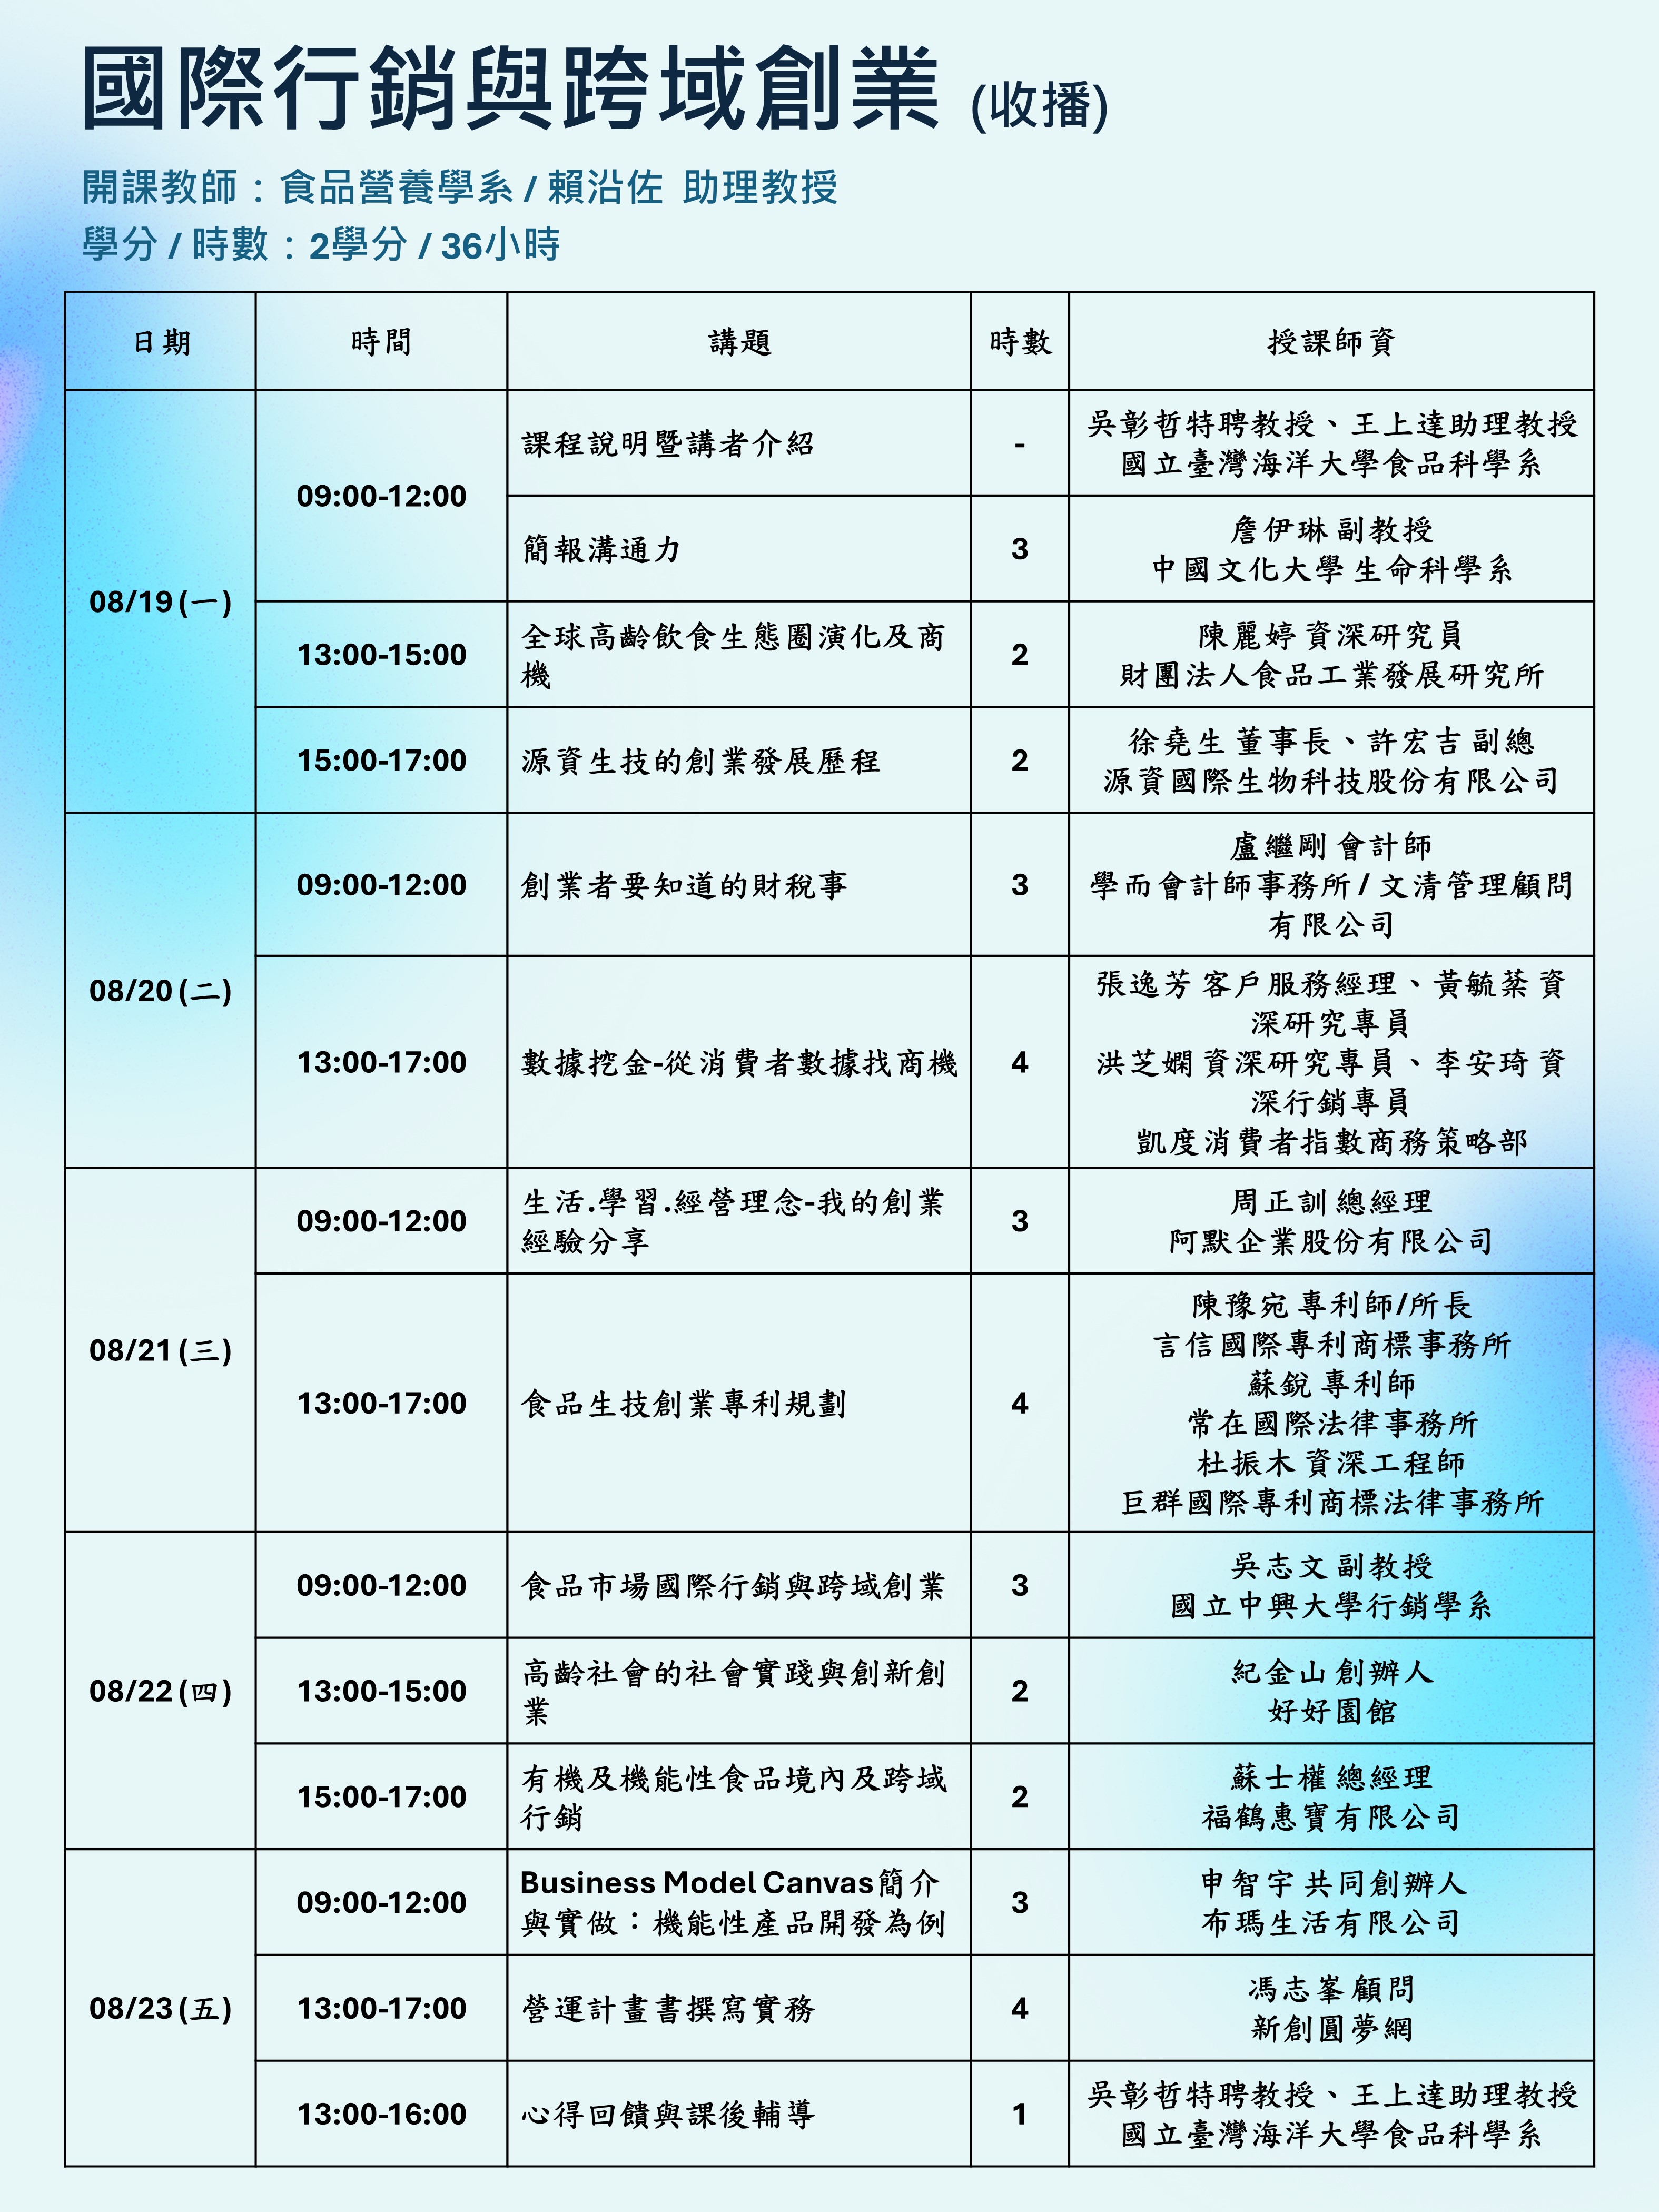 國際行銷與跨域創業 (收播)
開課教師：食品營養學系 / 賴沿佐 助理教授
學分 / 時數：2學分 / 36小時
日期 時間 講題 時數 授課師資
08/19 (一)
09:00-12:00
課程說明暨講者介紹
-
吳彰哲特聘教授、王上達助理教授
國立臺灣海洋大學食品科學系
簡報溝通力
3
詹伊琳 副教授
中國文化大學 生命科學系
13:00-15:00
全球高齡飲食生態圈演化及商
機
2
陳麗婷 資深研究員
財團法人食品工業發展研究所
15:00-17:00
源資生技的創業發展歷程
2
徐堯生 董事長、許宏吉 副總
源資國際生物科技股份有限公司
08/20 (二)
09:00-12:00
創業者要知道的財稅事
3
盧繼剛 會計師
學而會計師事務所 / 文清管理顧問
有限公司
13:00-17:00
數據挖金-從消費者數據找商機
4
張逸芳 客戶服務經理、黃毓棻 資
深研究專員
洪芝嫻 資深研究專員、李安琦 資
深行銷專員
凱度消費者指數商務策略部
08/21 (三)
09:00-12:00
生活.學習.經營理念-我的創業
經驗分享
3
周正訓 總經理
阿默企業股份有限公司
13:00-17:00
食品生技創業專利規劃
4
陳豫宛 專利師/所長
言信國際專利商標事務所
蘇銳 專利師
常在國際法律事務所
杜振木 資深工程師
巨群國際專利商標法律事務所
08/22 (四)
09:00-12:00
食品市場國際行銷與跨域創業
3
吳志文 副教授
國立中興大學行銷學系
13:00-15:00
高齡社會的社會實踐與創新創
業
2
紀金山 創辦人
好好園館
15:00-17:00
有機及機能性食品境內及跨域
行銷
2
蘇士權 總經理
福鶴惠寶有限公司
08/23 (五)
09:00-12:00
Business Model Canvas簡介
與實做：機能性產品開發為例
3
申智宇 共同創辦人
布瑪生活有限公司
13:00-17:00
營運計畫書撰寫實務
4
馮志峯 顧問
新創圓夢網
13:00-16:00
心得回饋與課後輔導
1
吳彰哲特聘教授、王上達助理教授
國立臺灣海洋大學食品科學系